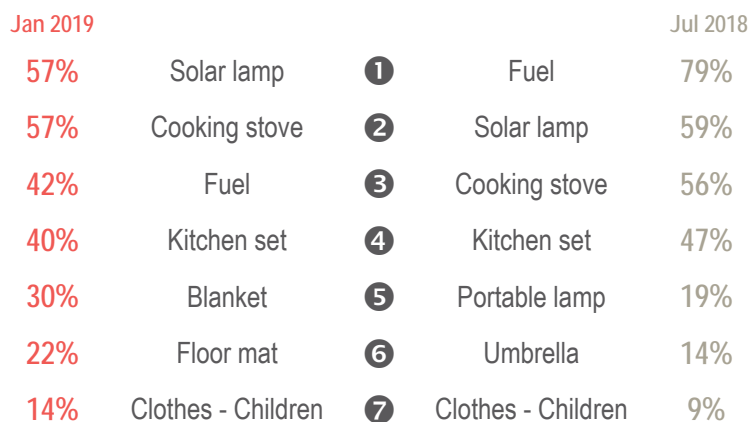 Jan 2019 Jul 2018
57% Solar lamp ❶ Fuel 79%
57% Cooking stove ❷ Solar lamp 59%
42% Fuel ❸ Cooking stove 56%
40% Kitchen set ❹ Kitchen set 47%
30% Blanket ❺ Portable lamp 19%
22% Floor mat ❻ Umbrella 14%
14% Clothes - Children ❼ Clothes - Children 9%